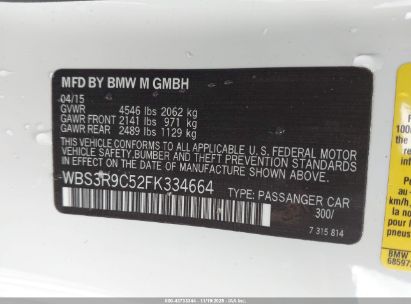 MFD BY BMW M GMBH
04/15
GVWR 4546 lbs 2062 kg
GAWR FRONT 2141 lbs 971 kg
GAWR REAR 2489 lbs 1129 kg
THIS VEHICLE CONFORMS TO ALL APPLICABLE U.S. FEDERAL MOTOR
VEHICLE SAFETY, BUMPER, AND THEFT PREVENTION STANDARDS IN
EFFECT ON THE DATE OF MANUFACTURE SHOWN ABOVE.
WBS3R9C52FK334664 TYPE: PASSENGER CAR
300/
7 315 814